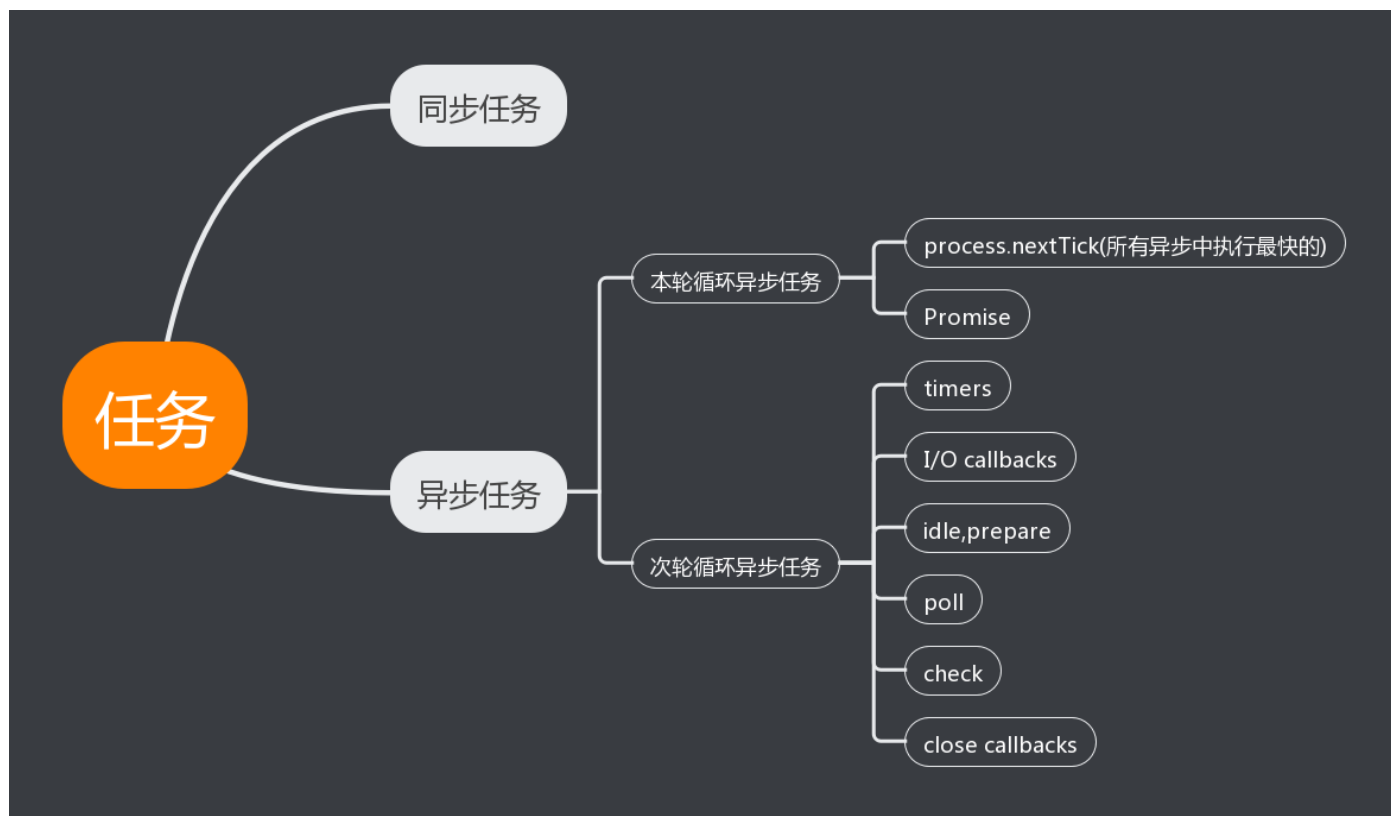 任务
同步任务
异步任务
本轮循环异步任务
process.nextTick(所有异步中执行最快的)
Promise
次轮循环异步任务
timers
I/O callbacks
idle,prepare
poll
check
close callbacks